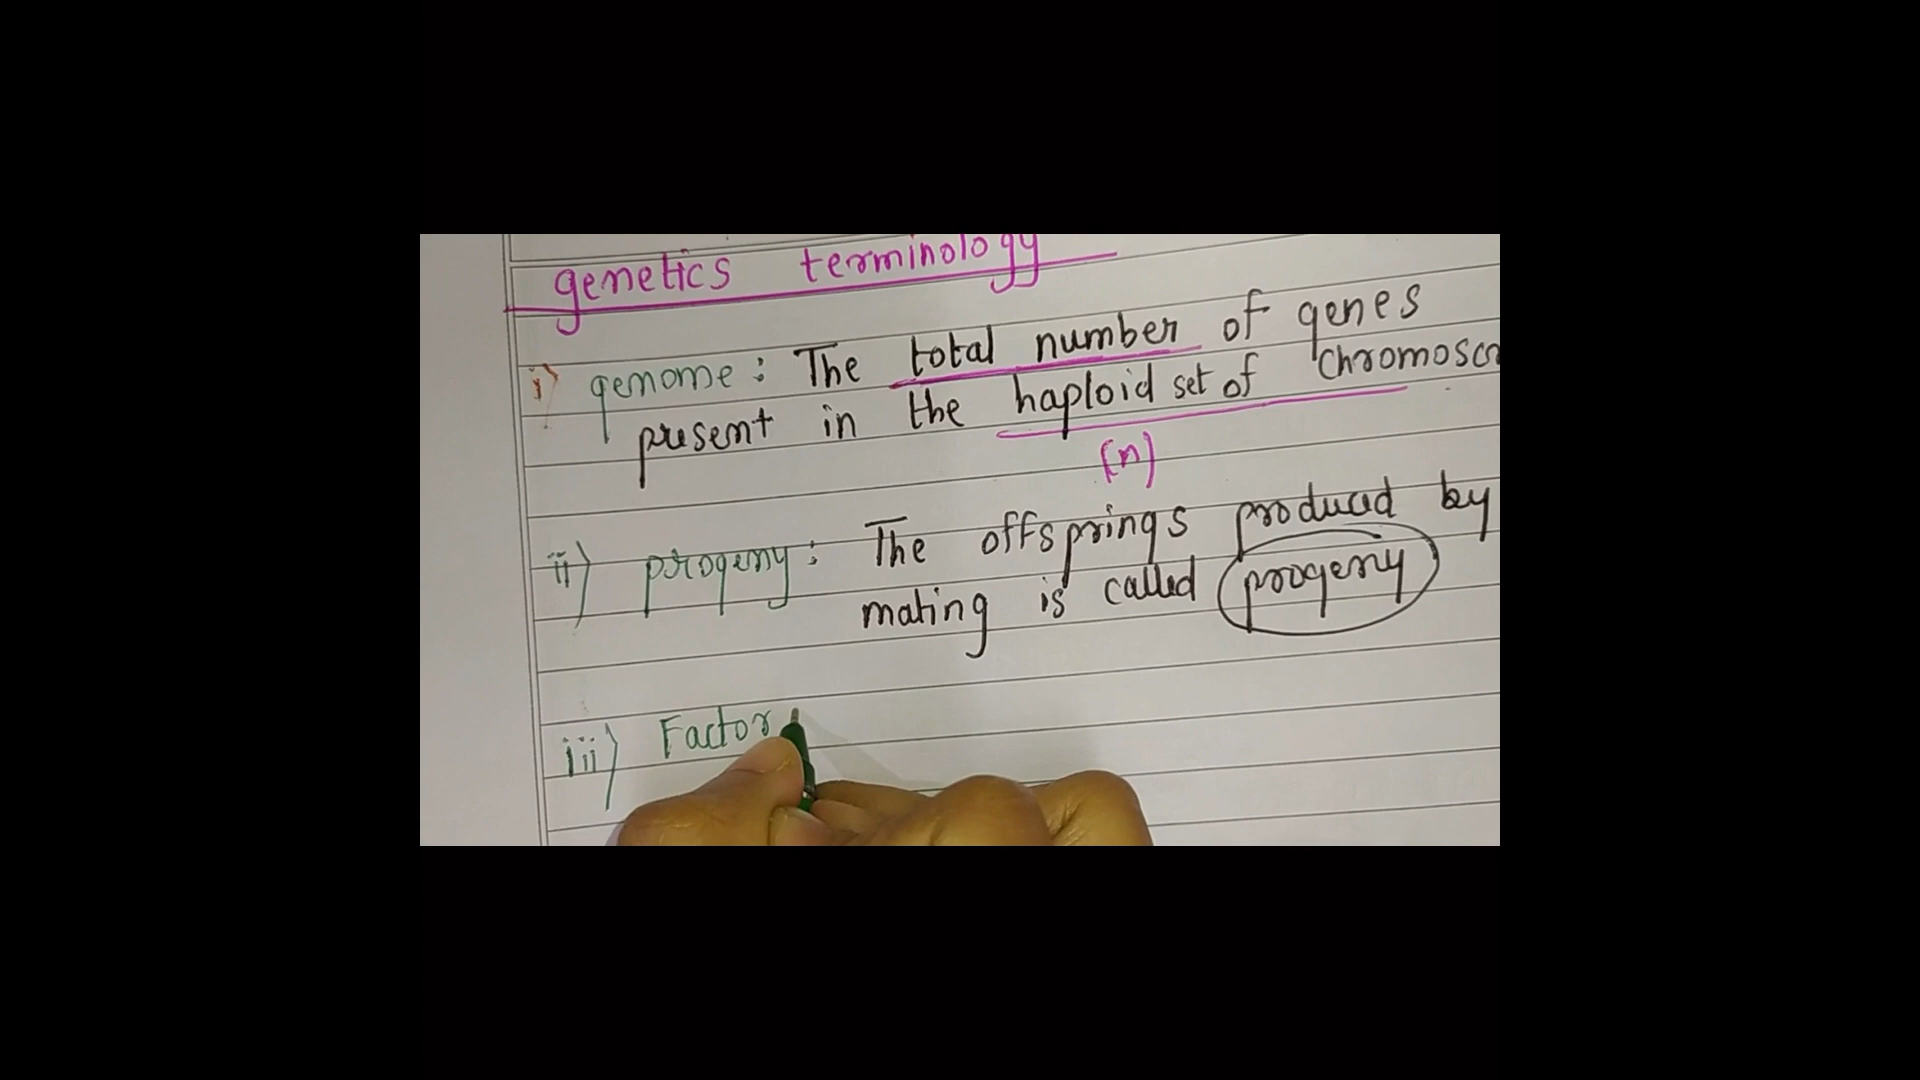 genetics terminology
i) genome : The total number of genes
present in the haploid set of chromoso
(n)
ii) progeny : The offsprings produced by
mating is called progeny
iii) Factor